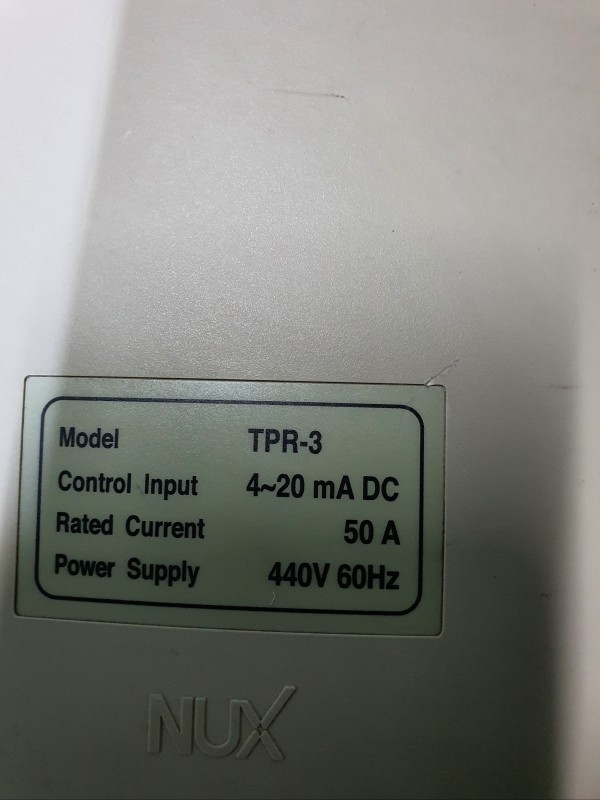 Model TPR-3
Control Input 4~20 mA DC
Rated Current 50 A
Power Supply 440V 60Hz
NUX